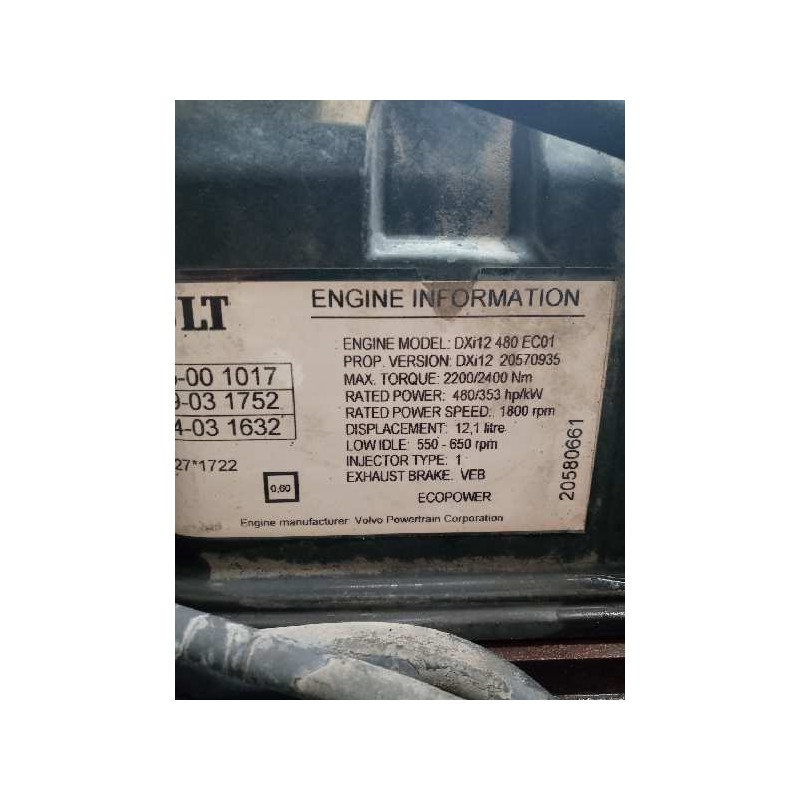 ULT
ENGINE INFORMATION
ENGINE MODEL: DXi12 480 EC01
PROP. VERSION: DXi12 20570935
MAX. TORQUE: 2200/2400 Nm
RATED POWER: 480/353 hp/kW
RATED POWER SPEED: 1800 rpm
DISPLACEMENT: 12,1 litre
LOW IDLE: 550 - 650 rpm
INJECTOR TYPE: 1
EXHAUST BRAKE: VEB
ECOPOWER
-00 1017
-03 1752
4-03 1632
27*1722
0,60
Engine manufacturer: Volvo Powertrain Corporation
20580661